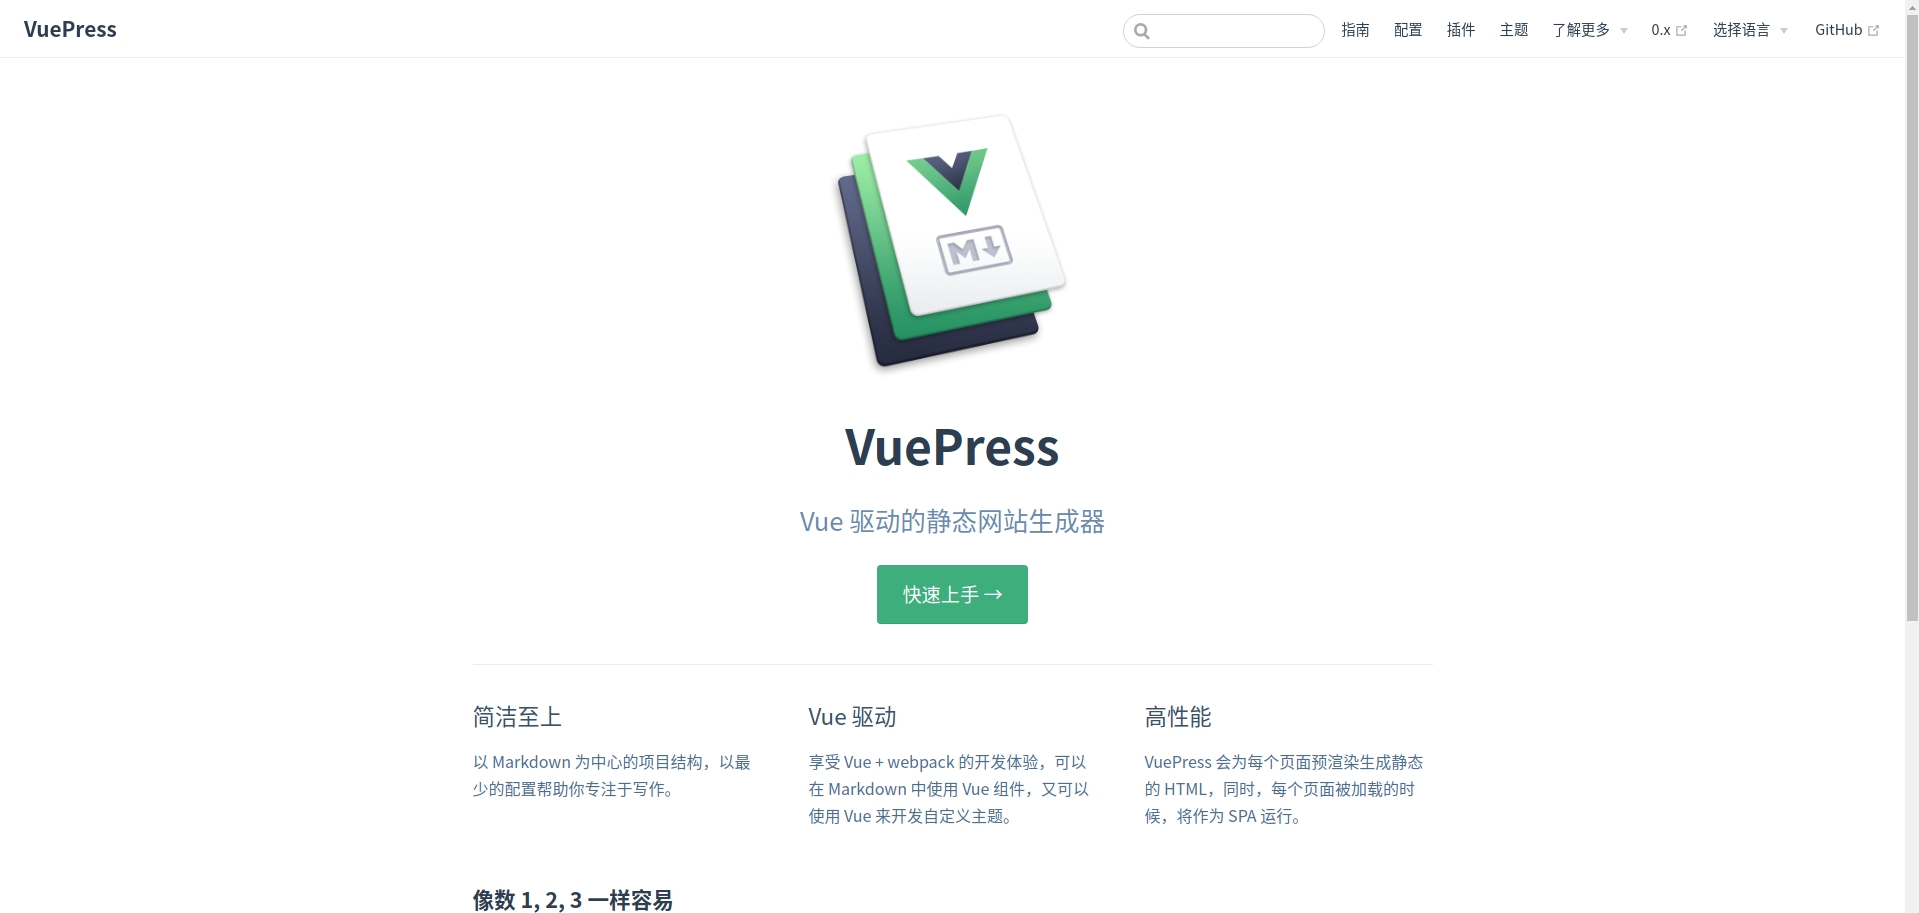 VuePress
指南 配置 插件 主题 了解更多 0.x 选择语言 GitHub
M
VuePress
Vue 驱动的静态网站生成器
快速上手 →
简洁至上
以 Markdown 为中心的项目结构，以最
少的配置帮助你专注于写作。
Vue 驱动
享受 Vue + webpack 的开发体验，可以
在 Markdown 中使用 Vue 组件，又可以
使用 Vue 来开发自定义主题。
高性能
VuePress 会为每个页面预渲染生成静态
的 HTML，同时，每个页面被加载的时
候，将作为 SPA 运行。
像数 1, 2, 3 一样容易